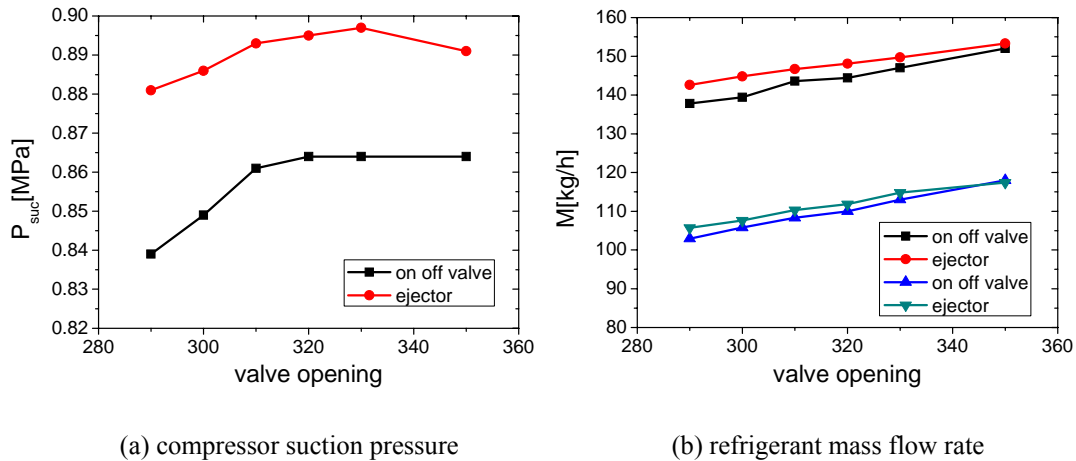 0.90
0.89
0.88
0.87
0.86
0.85
0.84
0.83
0.82
P_suc[MPa]
280 300 320 340 360
valve opening
on off valve
ejector
(a) compressor suction pressure
160
150
140
130
120
110
100
90
80
M[kg/h]
280 300 320 340 360
valve opening
on off valve
ejector
on off valve
ejector
(b) refrigerant mass flow rate